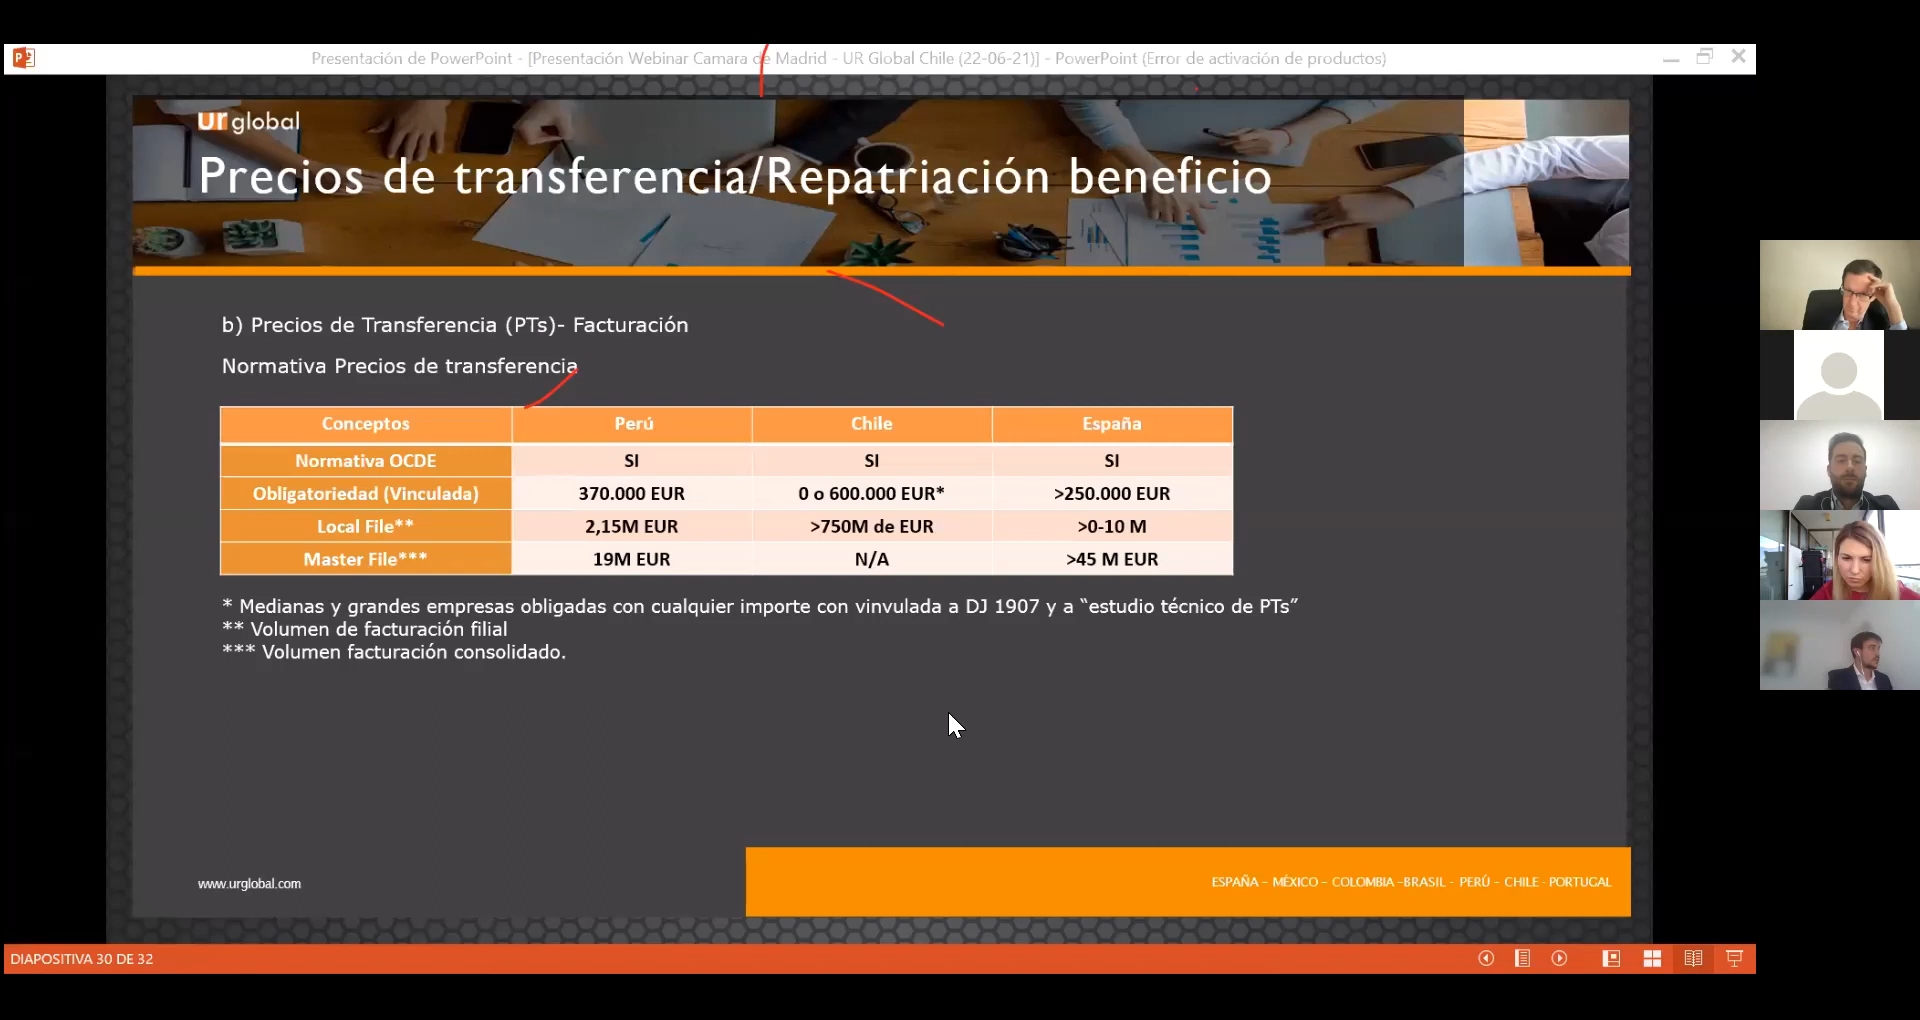 Presentación de PowerPoint - [Presentación Webinar Camara de Madrid - UR Global Chile (22-06-21)] - PowerPoint (Error de activación de productos)
ur global
Precios de transferencia/Repatriación beneficio
b) Precios de Transferencia (PTs)- Facturación
Normativa Precios de transferencia
Conceptos Perú Chile España
Normativa OCDE SI SI SI
Obligatoriedad (Vinculada) 370.000 EUR 0 o 600.000 EUR* >250.000 EUR
Local File** 2,15M EUR >750M de EUR >0-10 M
Master File*** 19M EUR N/A >45 M EUR
* Medianas y grandes empresas obligadas con cualquier importe con vinvulada a DJ 1907 y a “estudio técnico de PTs”
** Volumen de facturación filial
*** Volumen facturación consolidado.
www.urglobal.com
ESPAÑA – MÉXICO – COLOMBIA –BRASIL - PERÚ – CHILE - PORTUGAL
DIAPOSITIVA 30 DE 32